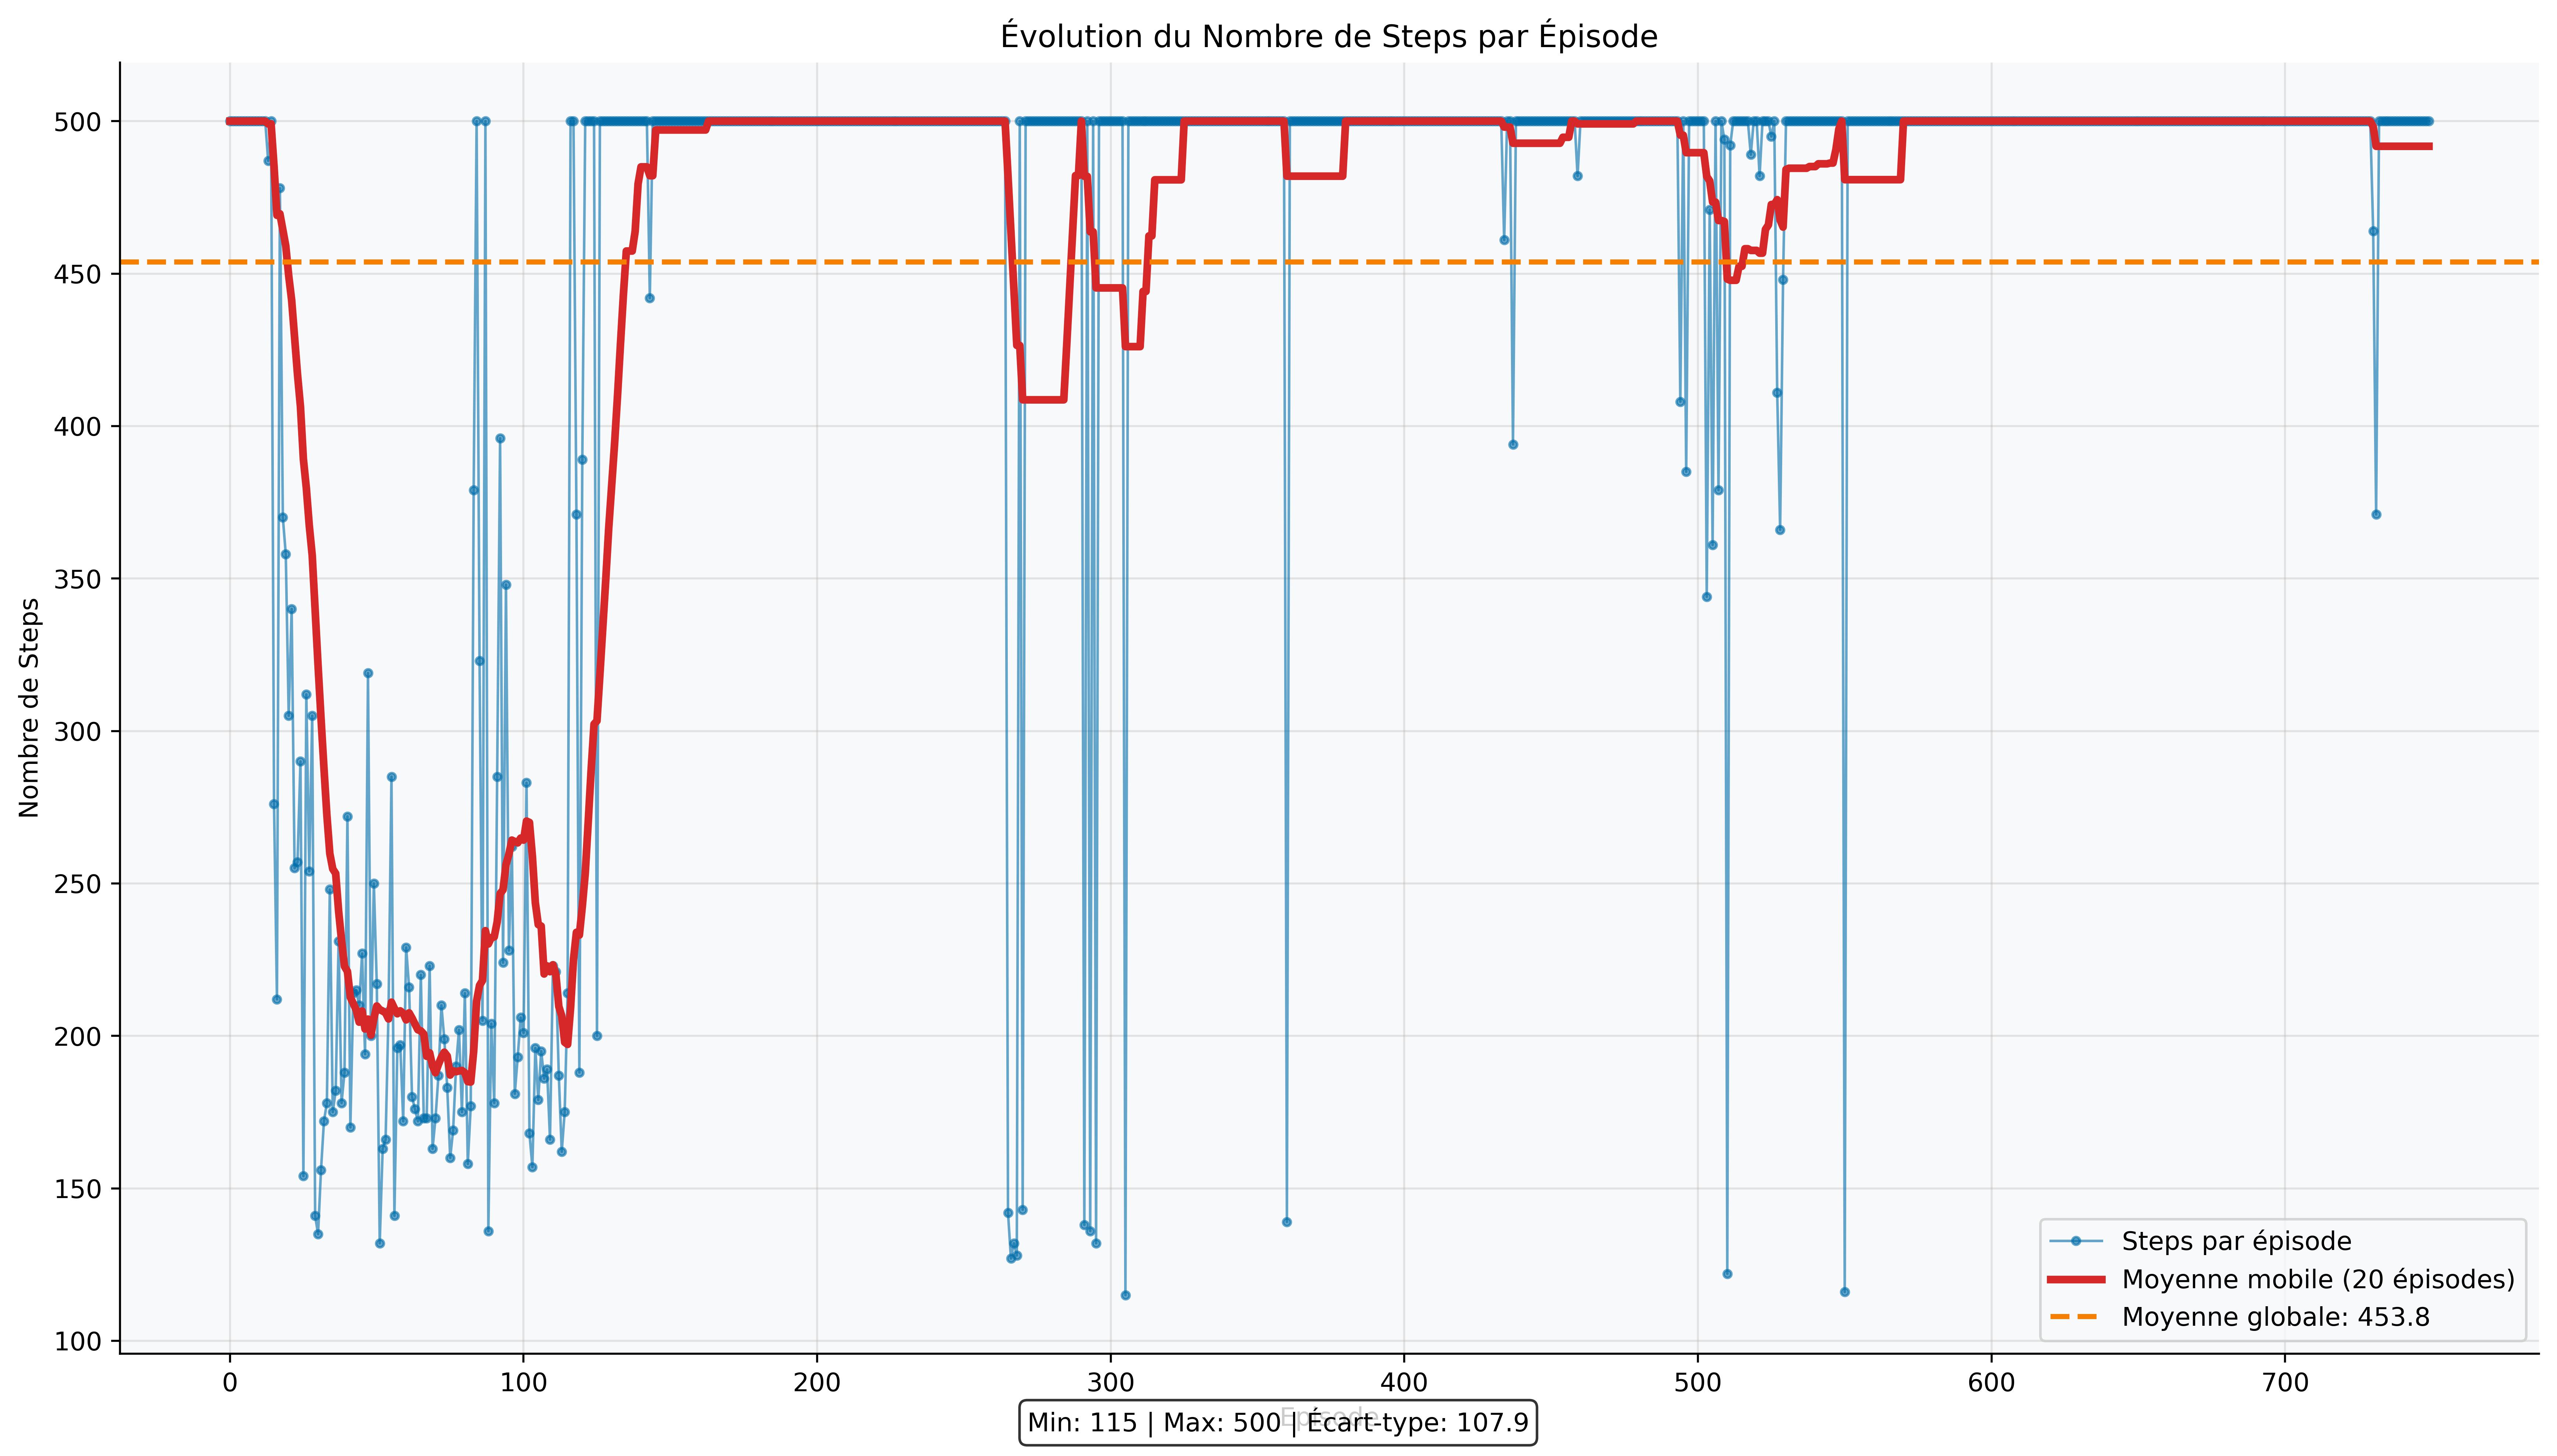 Évolution du Nombre de Steps par Épisode
Nombre de Steps
500
450
400
350
300
250
200
150
100
0
100
200
300
400
500
600
700
Steps par épisode
Moyenne mobile (20 épisodes)
Moyenne globale: 453.8
Épisode
Min: 115 | Max: 500 | Écart-type: 107.9